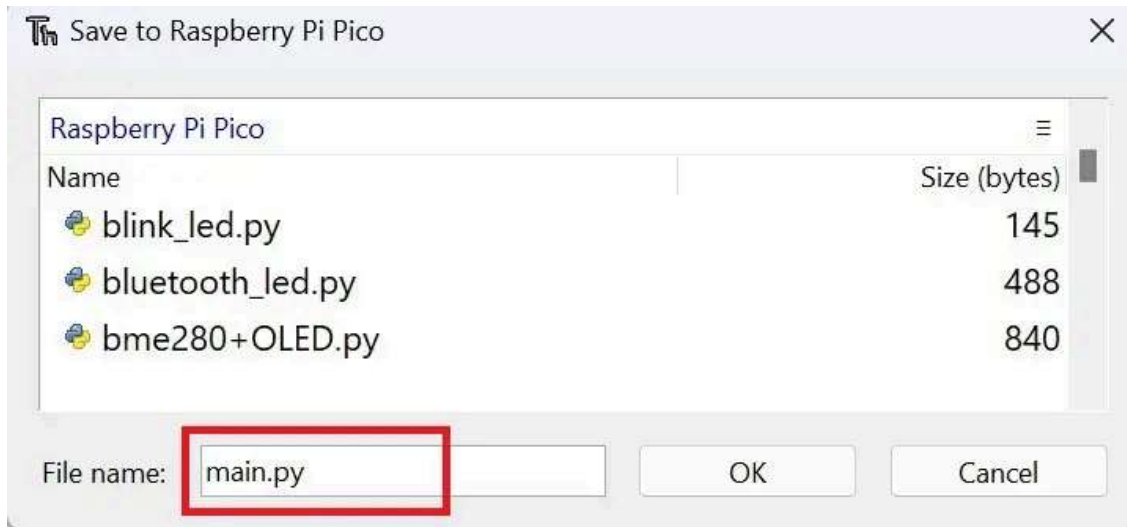 Save to Raspberry Pi Pico
Raspberry Pi Pico
Name Size (bytes)
blink_led.py 145
bluetooth_led.py 488
bme280+OLED.py 840
File name: main.py OK Cancel